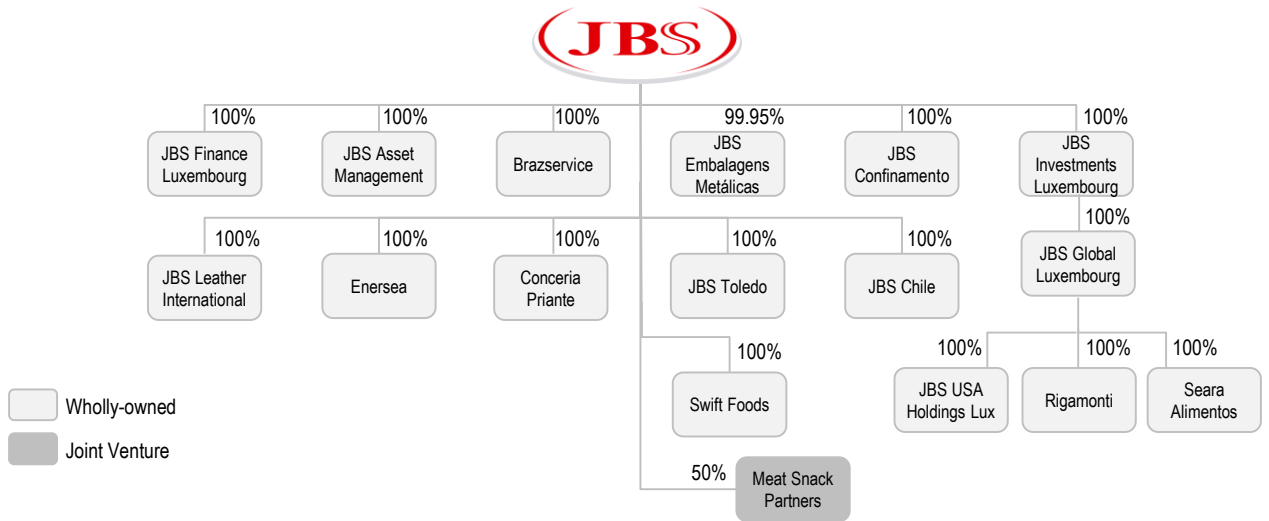 JBS
100%
100%
100%
99.95%
100%
100%
JBS Finance
Luxembourg
JBS Asset
Management
Brazservice
JBS
Embalagens
Metálicas
JBS
Confinamento
JBS
Investments
Luxembourg
100%
JBS Global
Luxembourg
100%
100%
100%
100%
100%
JBS Leather
International
Enersea
Conceria
Priante
JBS Toledo
JBS Chile
100%
Swift Foods
100%
100%
100%
JBS USA
Holdings Lux
Rigamonti
Seara
Alimentos
Wholly-owned
Joint Venture
50%
Meat Snack
Partners